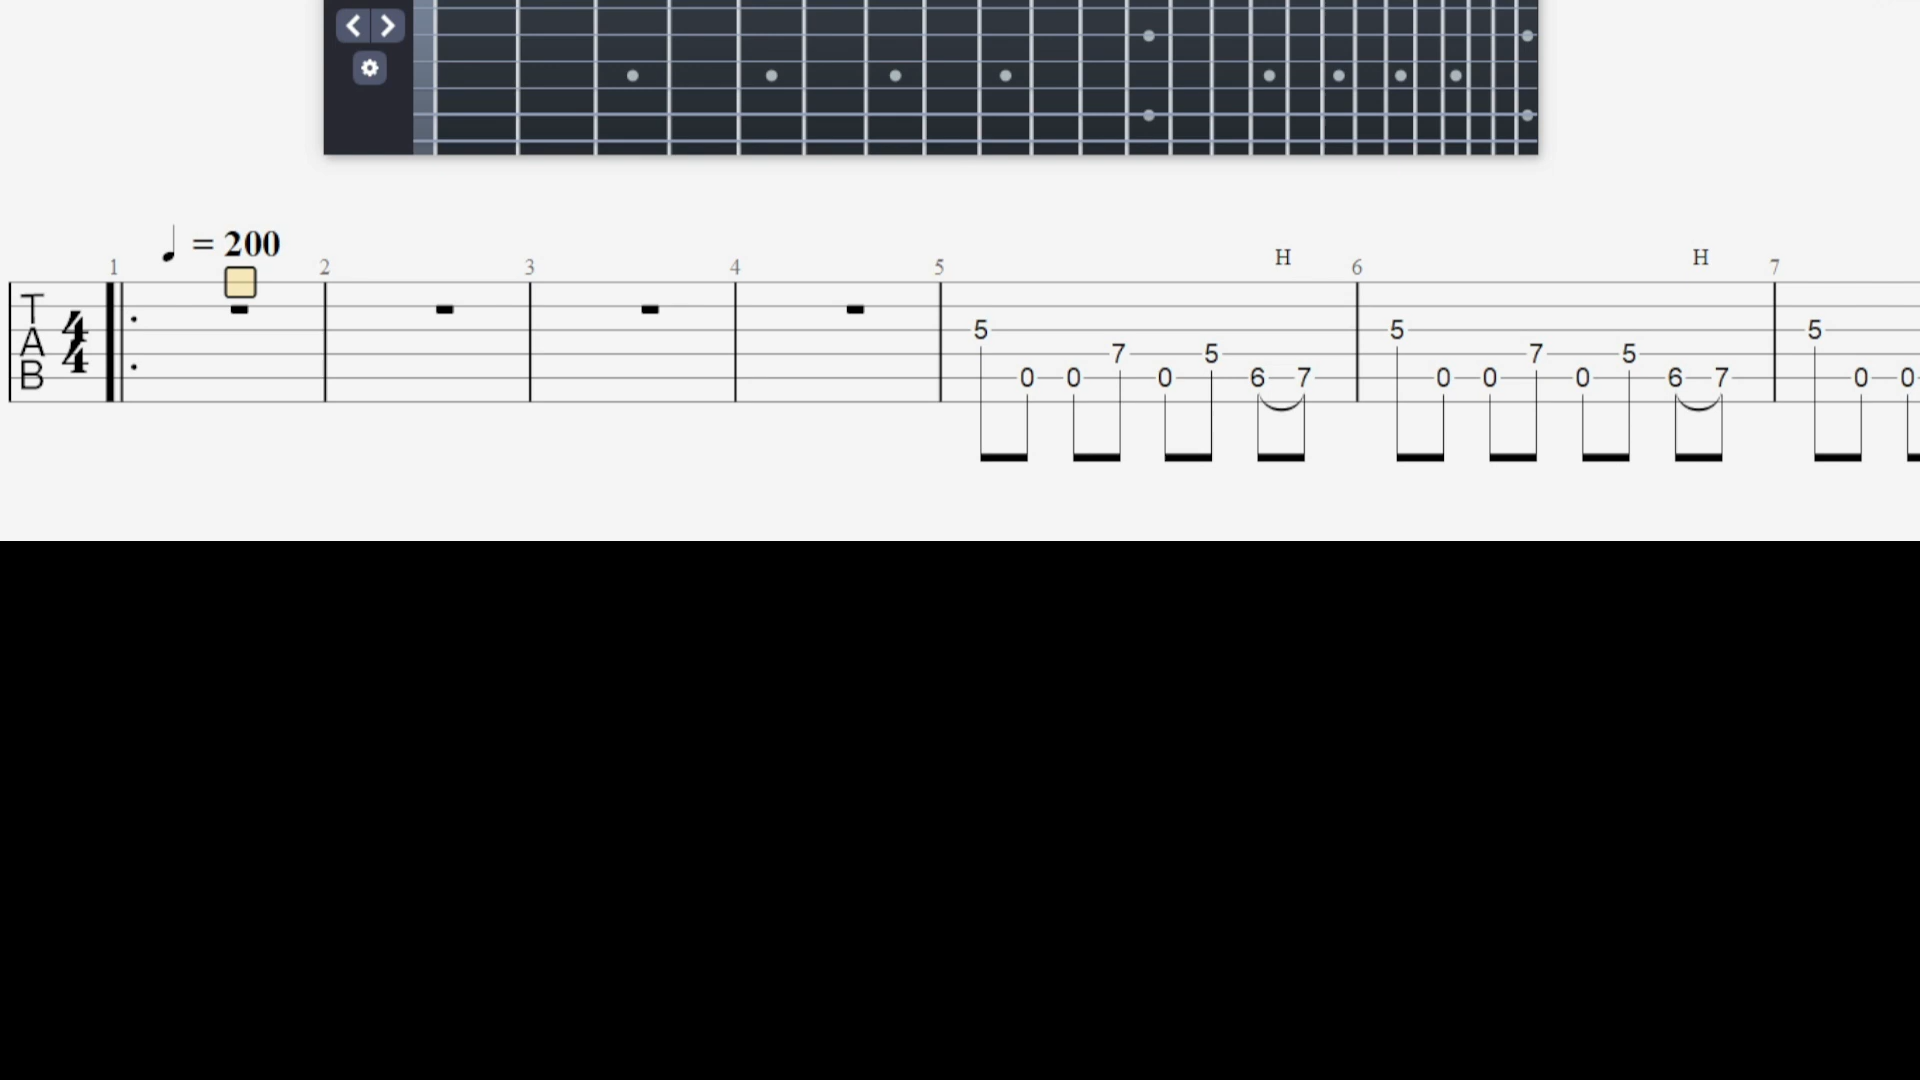 ♩ = 200
1 2 3 4 5 H 6 H 7
T
A
B
4
4
5 5 5
7 5 7 5
0 0 0 6 7 0 0 0 6 7 0 0